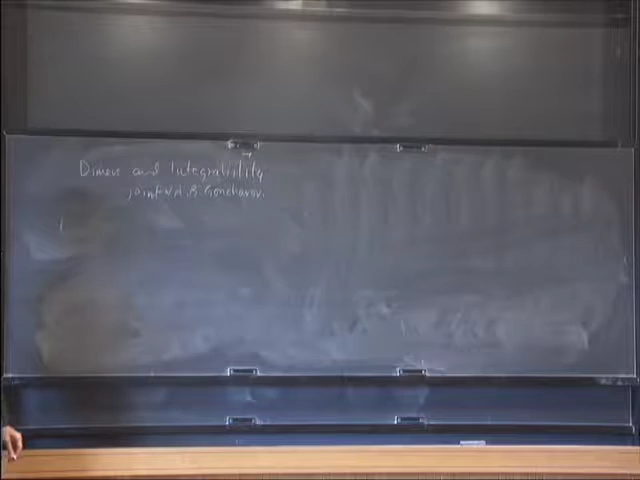 Dimers and Integrability
joint w/ A. B. Goncharov.